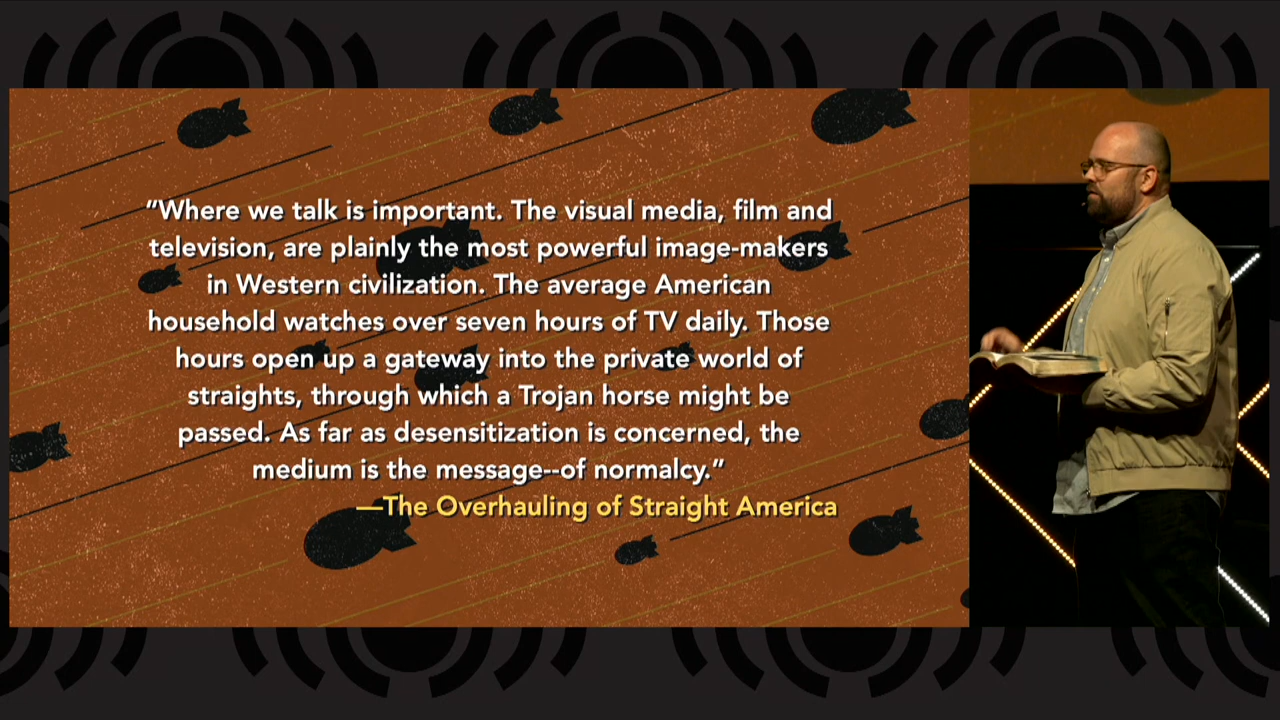 "Where we talk is important. The visual media, film and
television, are plainly the most powerful image-makers
in Western civilization. The average American
household watches over seven hours of TV daily. Those
hours open up a gateway into the private world of
straights, through which a Trojan horse might be
passed. As far as desensitization is concerned, the
medium is the message--of normalcy."
—The Overhauling of Straight America